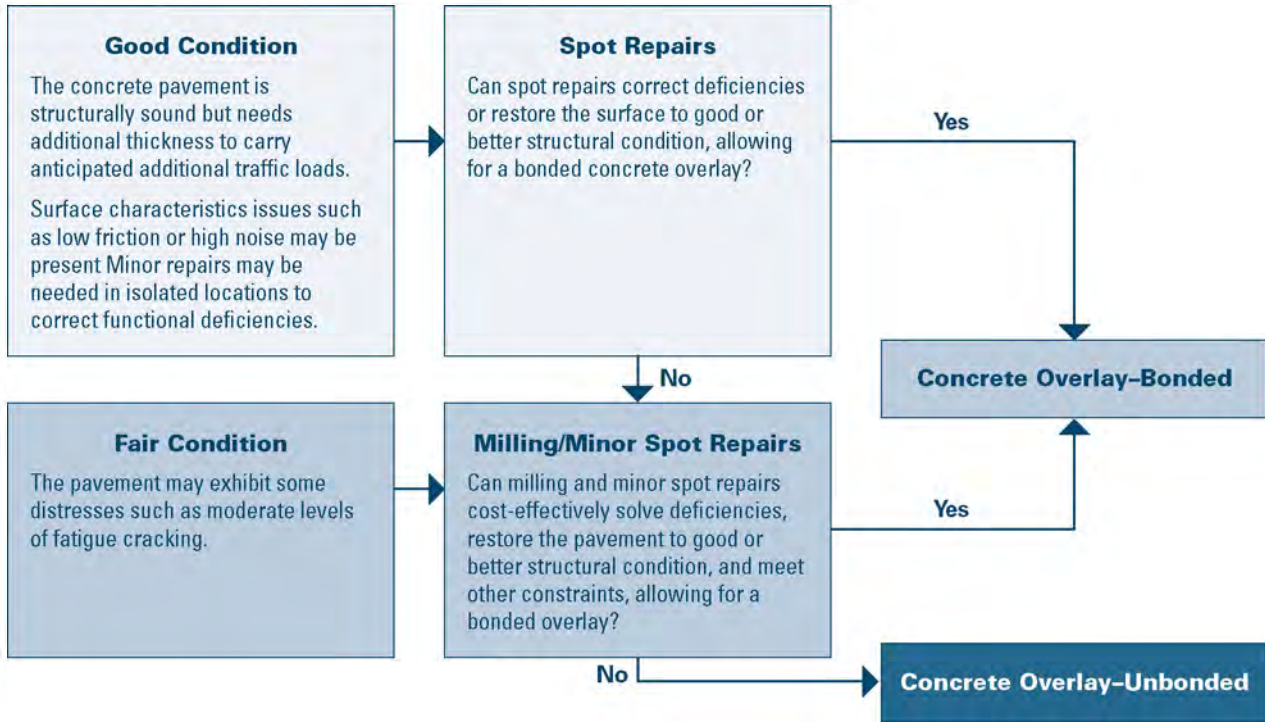 Good Condition
The concrete pavement is
structurally sound but needs
additional thickness to carry
anticipated additional traffic loads.
Surface characteristics issues such
as low friction or high noise may be
present Minor repairs may be
needed in isolated locations to
correct functional deficiencies.
Spot Repairs
Can spot repairs correct deficiencies
or restore the surface to good or
better structural condition, allowing
for a bonded concrete overlay?
Yes
No
Concrete Overlay–Bonded
Fair Condition
The pavement may exhibit some
distresses such as moderate levels
of fatigue cracking.
Milling/Minor Spot Repairs
Can milling and minor spot repairs
cost-effectively solve deficiencies,
restore the pavement to good or
better structural condition, and meet
other constraints, allowing for a
bonded overlay?
Yes
No
Concrete Overlay–Unbonded